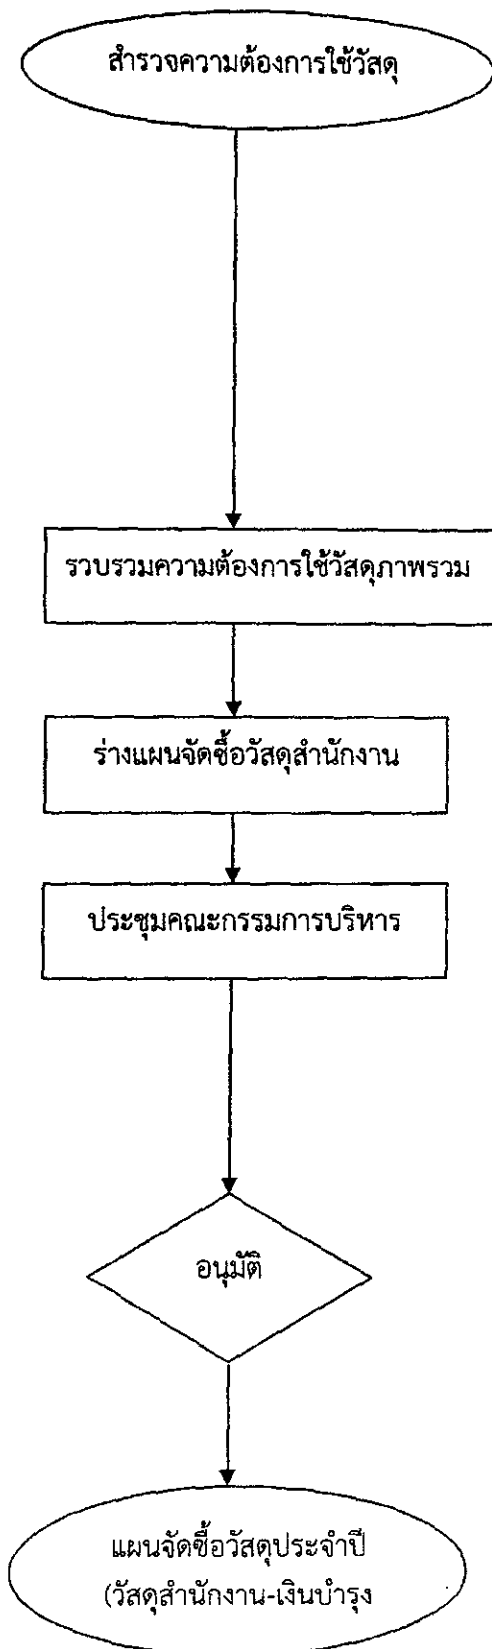 สำรวจความต้องการใช้วัสดุ
รวบรวมความต้องการใช้วัสดุภาพรวม
ร่างแผนจัดซื้อวัสดุสำนักงาน
ประชุมคณะกรรมการบริหาร
อนุมัติ
แผนจัดซื้อวัสดุประจำปี
(วัสดุสำนักงาน-เงินบำรุง